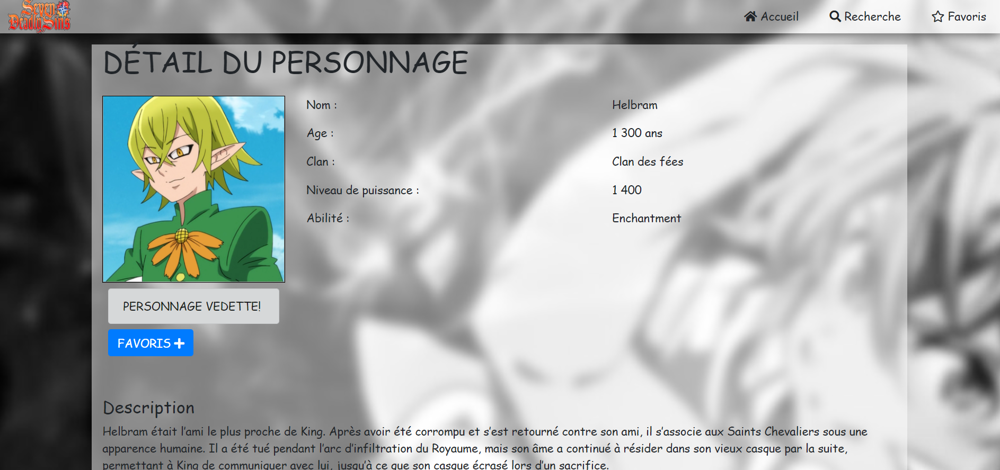 Seven
Deadly Sins
Accueil
Recherche
Favoris
DÉTAIL DU PERSONNAGE
Nom :
Helbram
Age :
1 300 ans
Clan :
Clan des fées
Niveau de puissance :
1 400
Abilité :
Enchantment
PERSONNAGE VEDETTE!
FAVORIS
Description
Helbram était l'ami le plus proche de King. Après avoir été corrompu et s'est retourné contre son ami, il s'associe aux Saints Chevaliers sous une
apparence humaine. Il a été tué pendant l'arc d'infiltration du Royaume, mais son âme a continué à résider dans son vieux casque par la suite,
permettant à King de communiquer avec lui, jusqu'à ce que son casque écrasé lors d'un sacrifice.